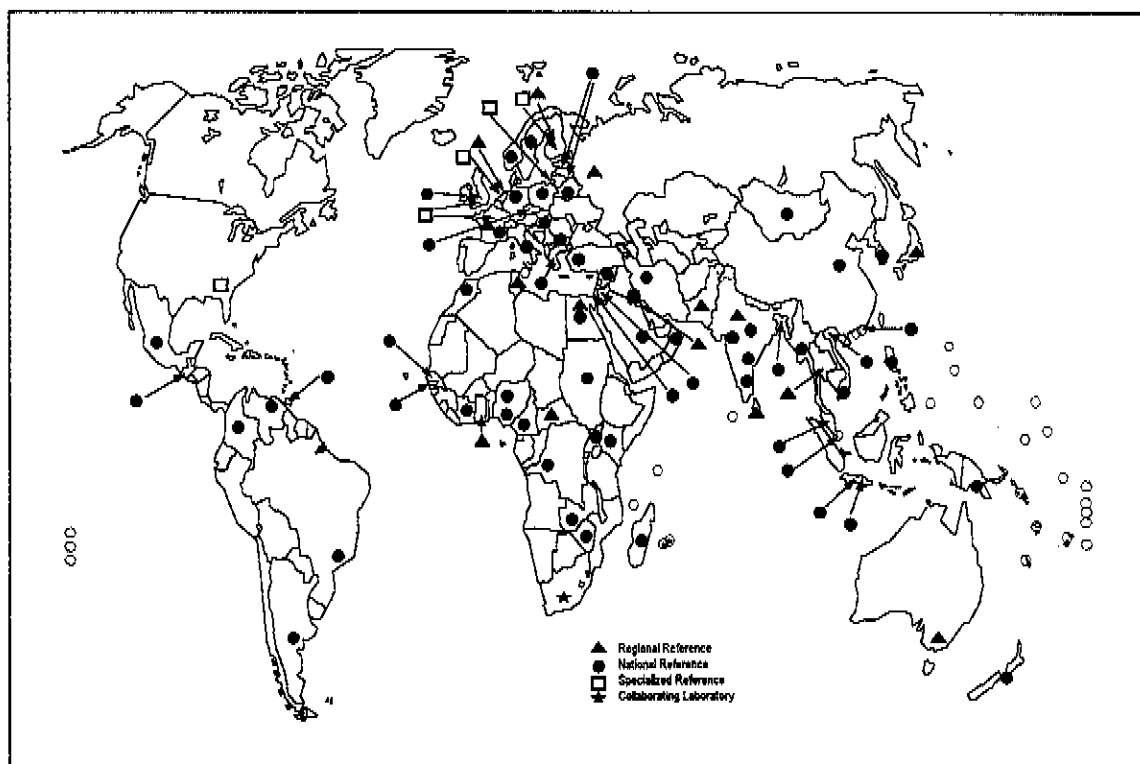 Regional Reference
National Reference
Specialized Reference
Collaborating Laboratory